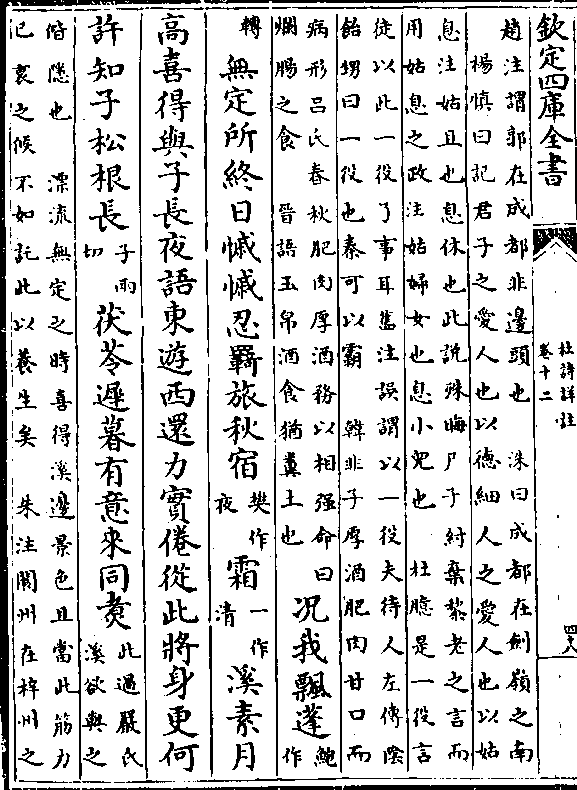 欽定四庫全書
杜詩詳註
卷十二
四十八
趙注謂郭在成都非邊頭也　洙曰成都在劍嶺之南
楊慎曰記君子之愛人也以德細人之愛人也以姑
息注姑且也息休也此說殊晦尸子紂棄黎老之言而
用姑息之政注姑婦女也息小兒也　杜臆是一役言
徒以此一役了事耳舊注誤謂以一役夫待人左傳陰
飴甥曰一役也秦可以霸　韓非子厚酒肥肉甘口而
病形呂氏春秋肥肉厚酒務以相强命曰
爛腸之食　晉語玉帛酒食猶糞土也
况我飄蓬
鮑作
轉
無定所終日慽慽忍羇旅秋宿
樊作
夜
霜
一作
清
溪素月
高喜得與子長夜語東遊西還力實倦從此將身更何
許知子松根長
子雨
切
茯苓遲暮有意來同煑
此過嚴氏
溪欲與之
偕隱也　漂流無定之時喜得溪邊景色且當此筋力
已衰之候不如託此以養生矣　朱注閬州在梓州之